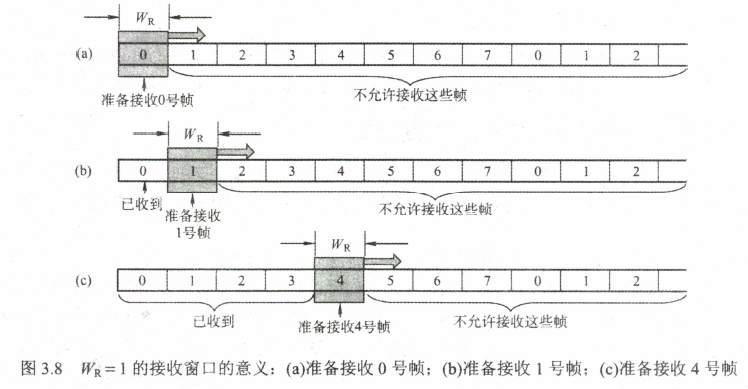 W_R
(a) 0 1 2 3 4 5 6 7 0 1 2
准备接收0号帧
不允许接收这些帧
W_R
(b) 0 1 2 3 4 5 6 7 0 1 2
已收到
准备接收
1号帧
不允许接收这些帧
W_R
(c) 0 1 2 3 4 5 6 7 0 1 2
已收到
准备接收4号帧
不允许接收这些帧
图 3.8 W_R=1 的接收窗口的意义：(a)准备接收 0 号帧；(b)准备接收 1 号帧；(c)准备接收 4 号帧